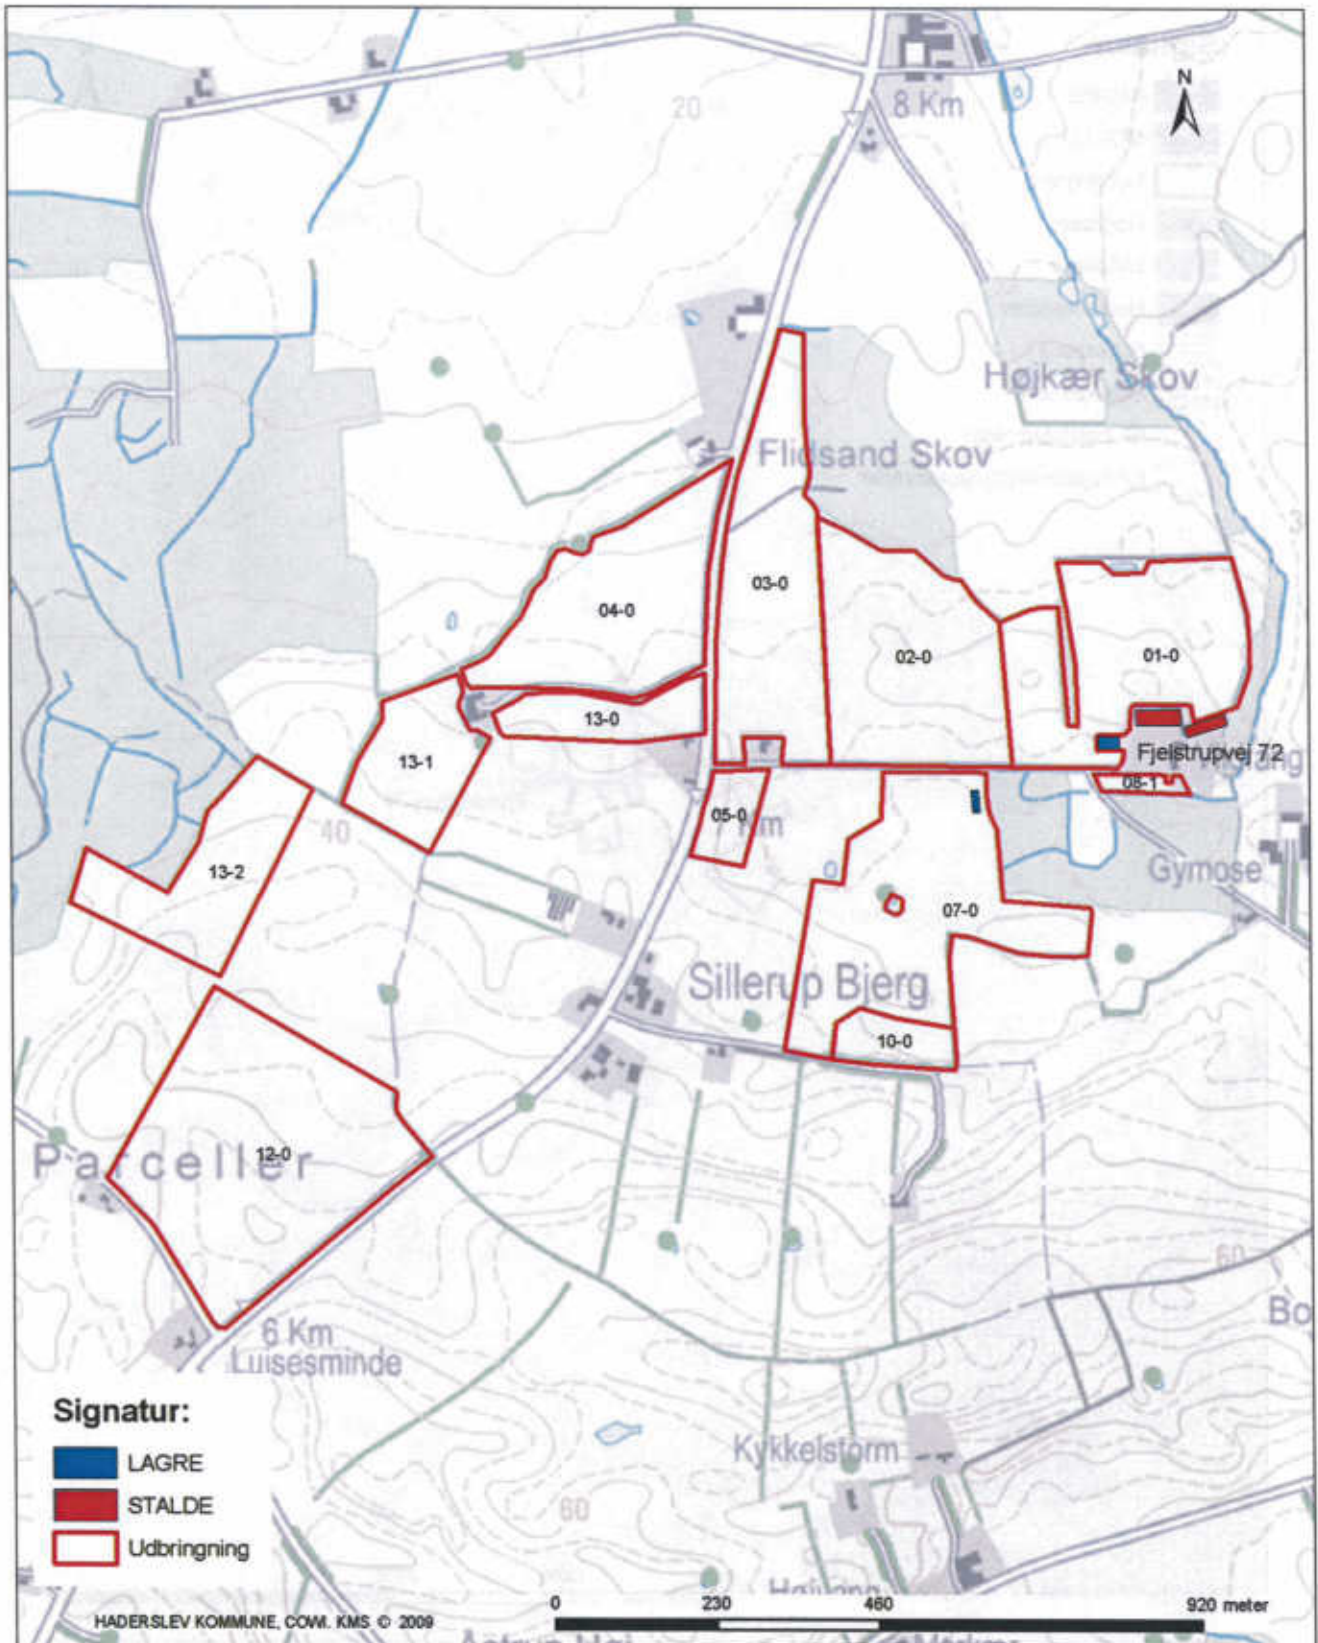 N
20
8 Km
Højkær Skov
Flidsand Skov
3
03-0
04-0
02-0
01-0
13-0
Fjelstrupvej 72
13-1
08-1
05-0
Km
40
13-2
Gymose
07-0
Sillerup Bjerg
10-0
12-0
Parceller
60
Bo
6 Km
Luisesminde
Signatur:
LAGRE
STALDE
Udbringning
Kykkelstorm
60
0 230 460 920 meter
HADERSLEV KOMMUNE, COWI. KMS © 2009